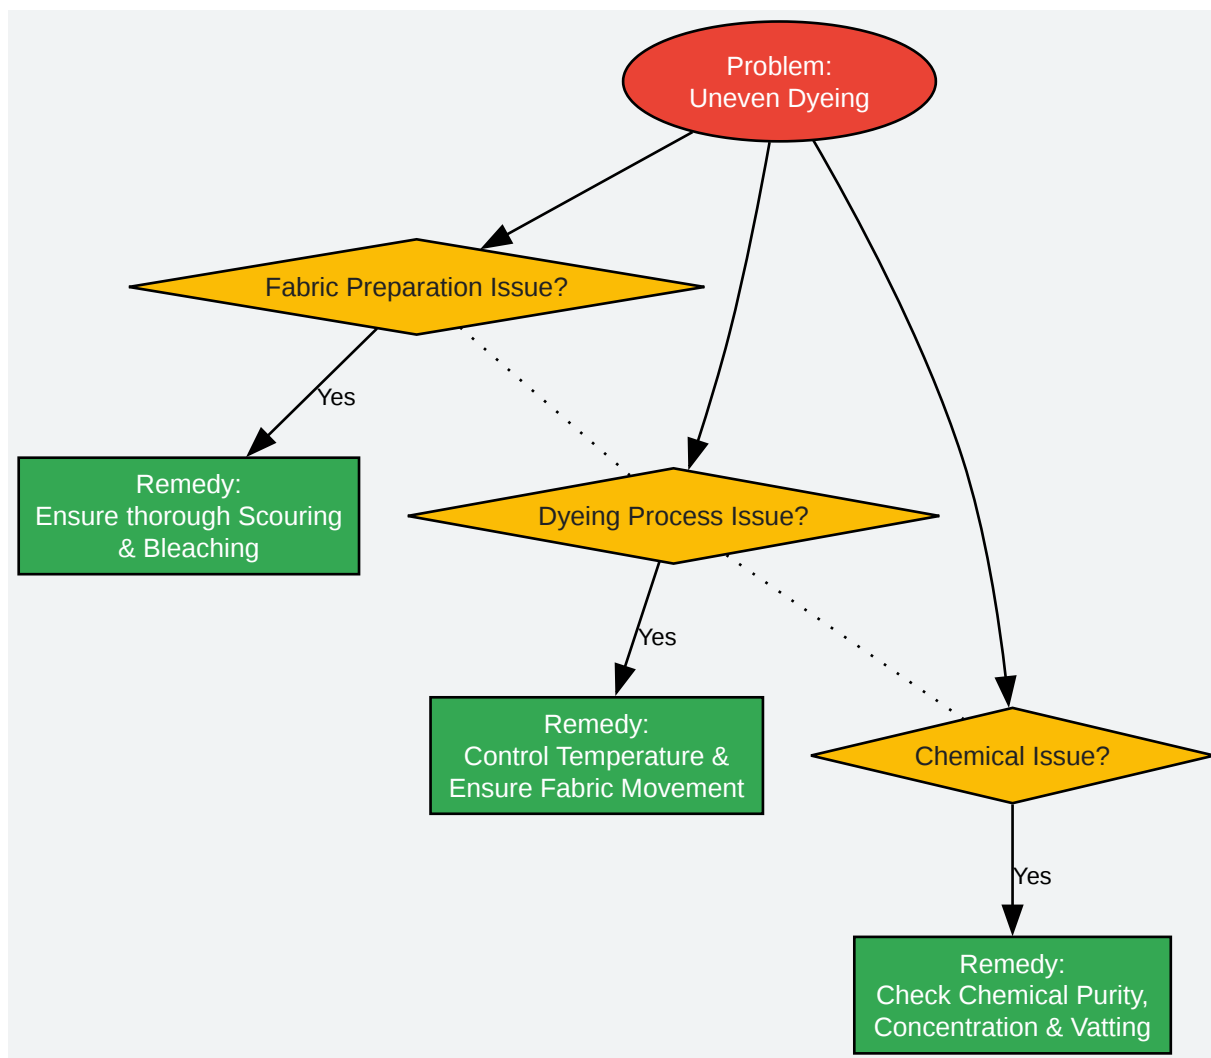 Problem:
Uneven Dyeing
Fabric Preparation Issue?
Yes
Remedy:
Ensure thorough Scouring
& Bleaching
Dyeing Process Issue?
Yes
Remedy:
Control Temperature &
Ensure Fabric Movement
Chemical Issue?
Yes
Remedy:
Check Chemical Purity,
Concentration & Vatting